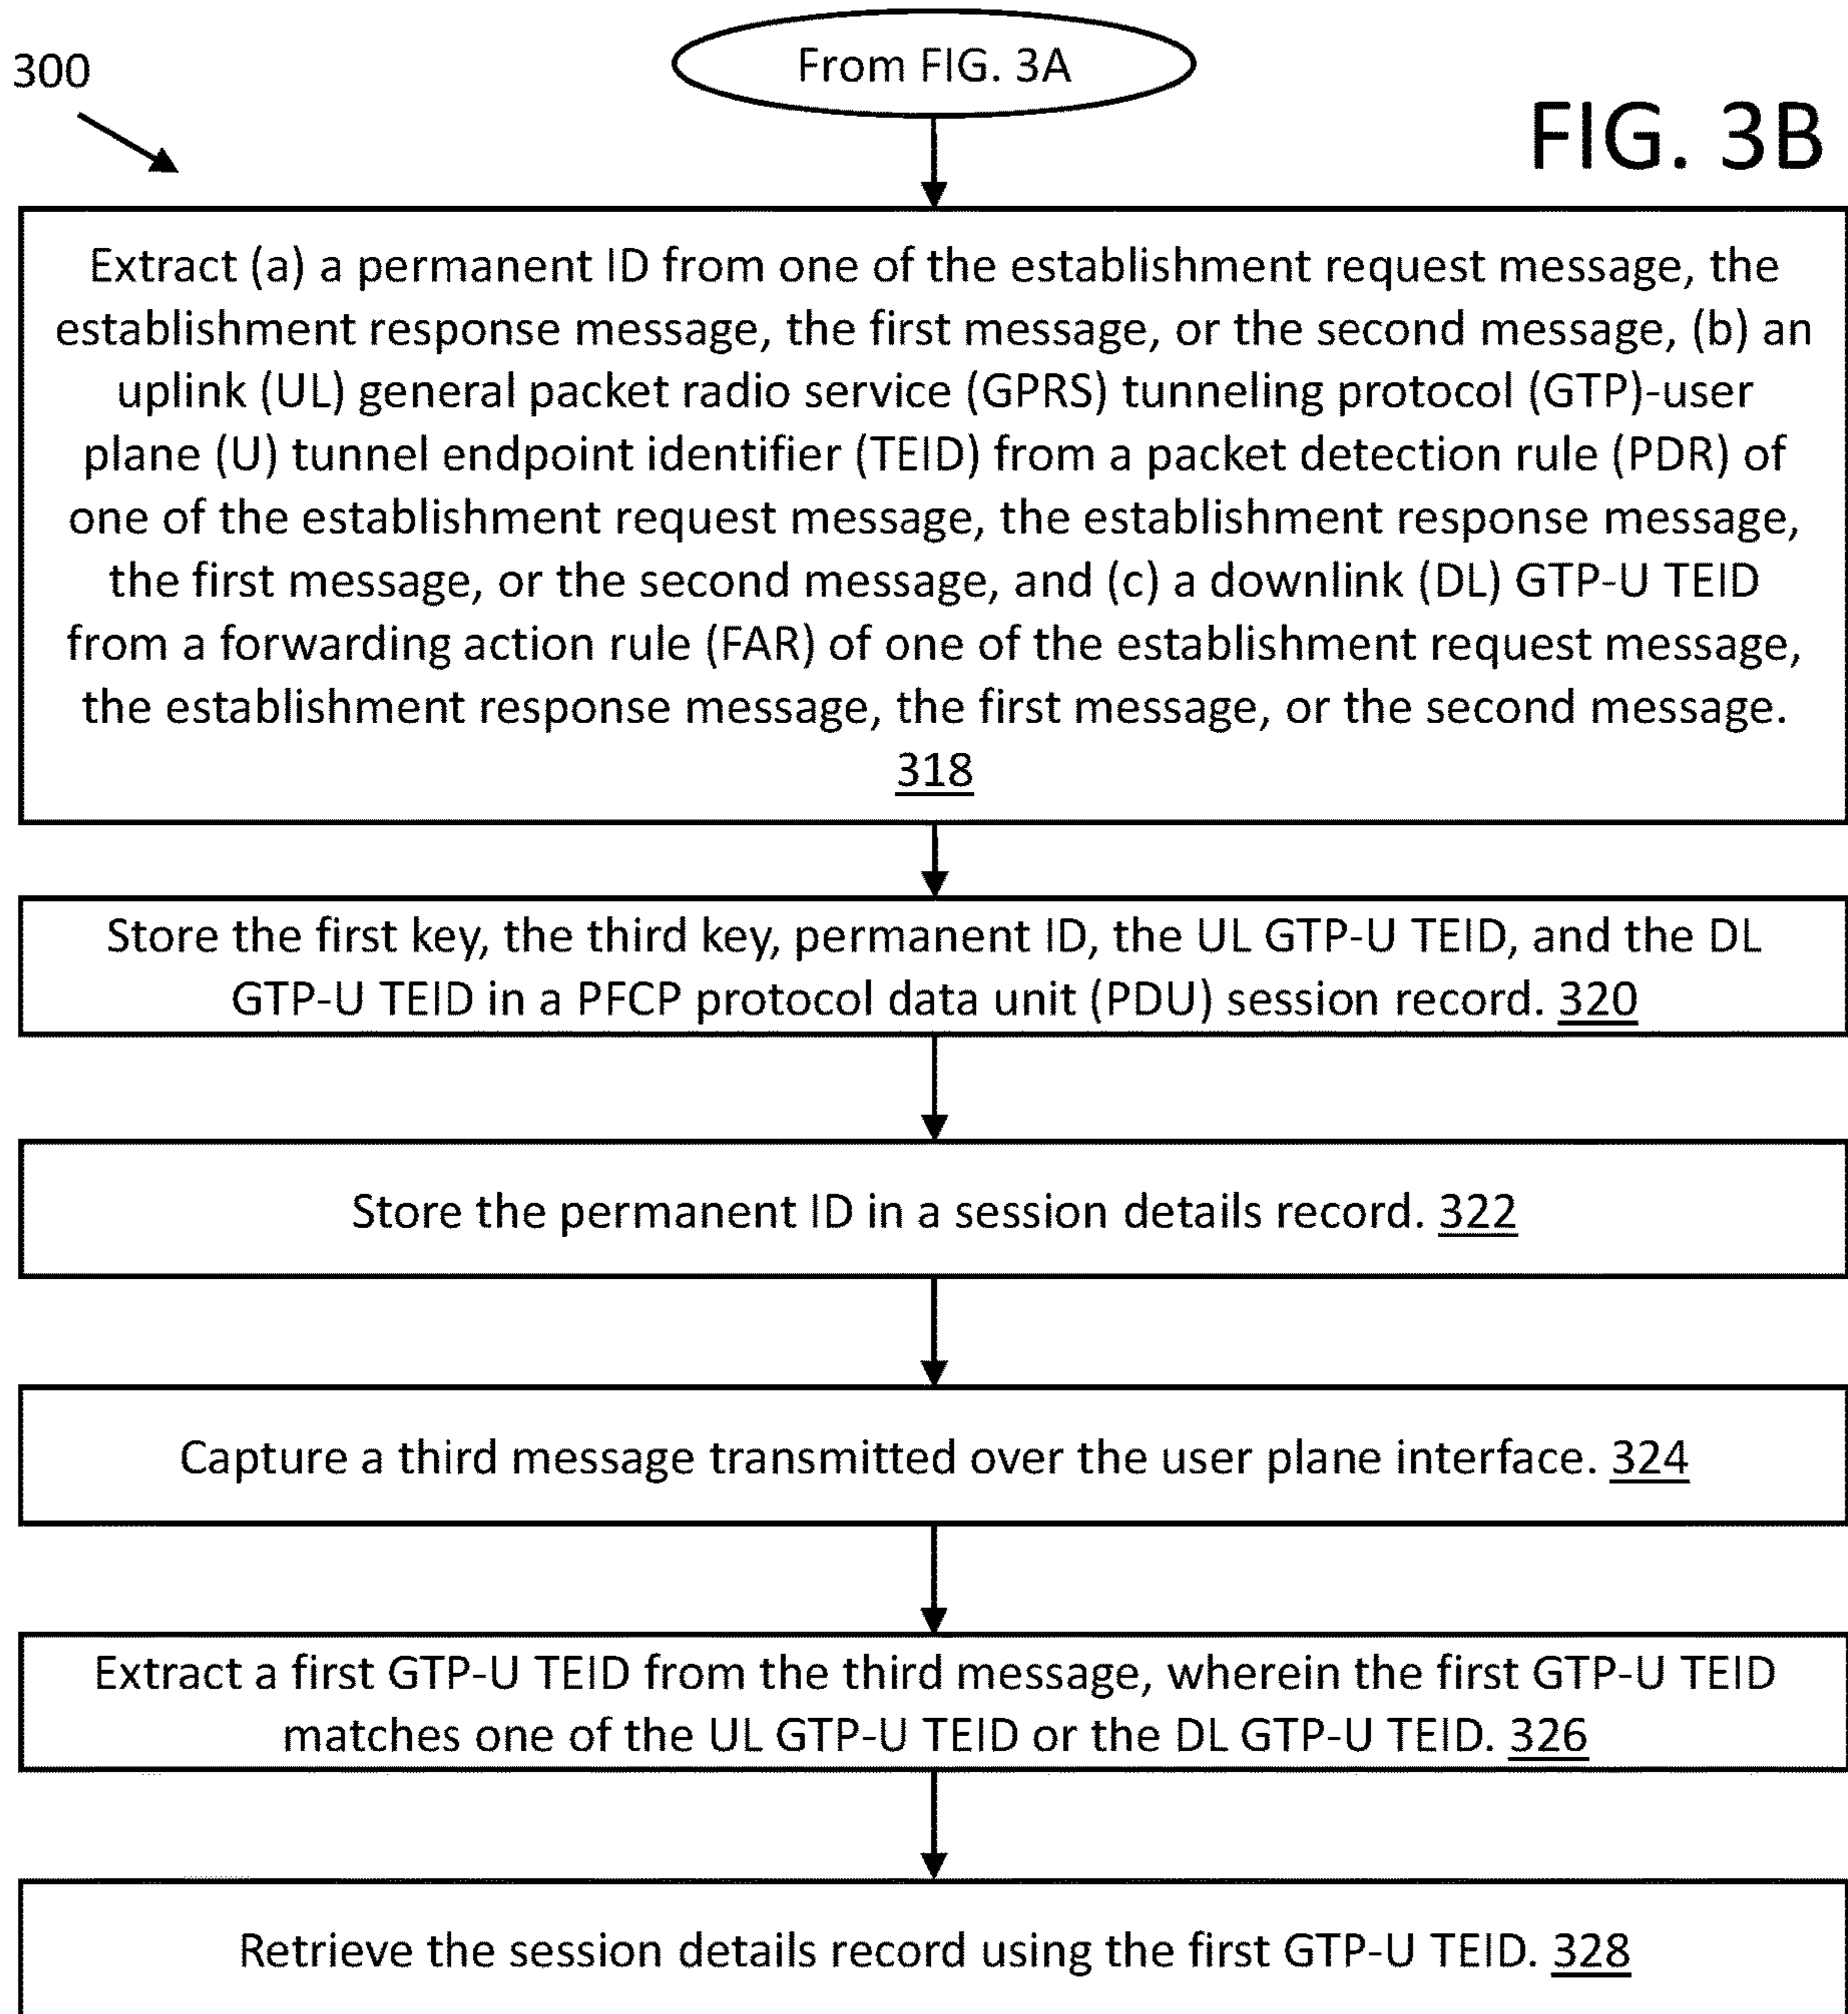 300
From FIG. 3A
FIG. 3B
Extract (a) a permanent ID from one of the establishment request message, the
establishment response message, the first message, or the second message, (b) an
uplink (UL) general packet radio service (GPRS) tunneling protocol (GTP)-user
plane (U) tunnel endpoint identifier (TEID) from a packet detection rule (PDR) of
one of the establishment request message, the establishment response message,
the first message, or the second message, and (c) a downlink (DL) GTP-U TEID
from a forwarding action rule (FAR) of one of the establishment request message,
the establishment response message, the first message, or the second message.
318
Store the first key, the third key, permanent ID, the UL GTP-U TEID, and the DL
GTP-U TEID in a PFCP protocol data unit (PDU) session record. 320
Store the permanent ID in a session details record. 322
Capture a third message transmitted over the user plane interface. 324
Extract a first GTP-U TEID from the third message, wherein the first GTP-U TEID
matches one of the UL GTP-U TEID or the DL GTP-U TEID. 326
Retrieve the session details record using the first GTP-U TEID. 328